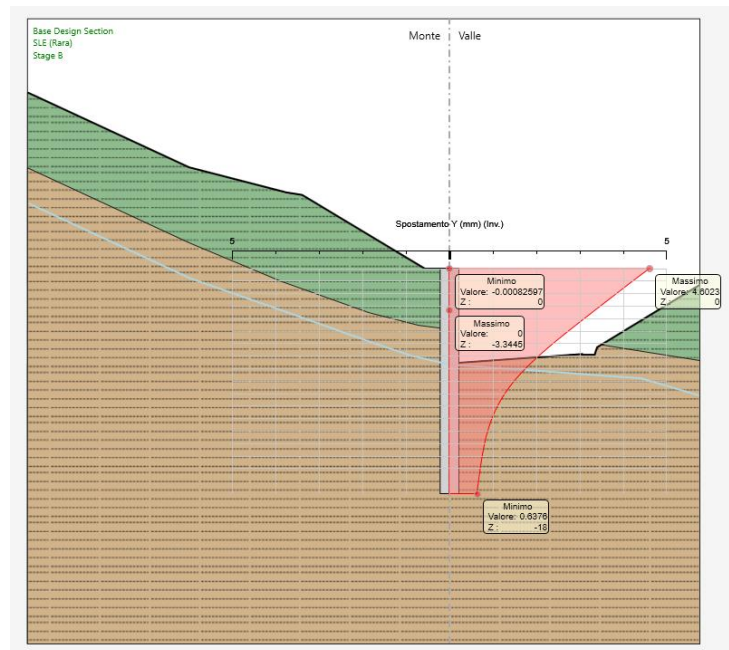 Base Design Section
SLE (Rara)
Stage B
Monte
Valle
Spostamento Y (mm) (Inv.)
5
5
Minimo
Valore: -0.00082597
Z : 0
Massimo
Valore: 4.6023
Z : 0
Massimo
Valore: 0
Z : -3.3445
Minimo
Valore: 0.6376
Z : -18